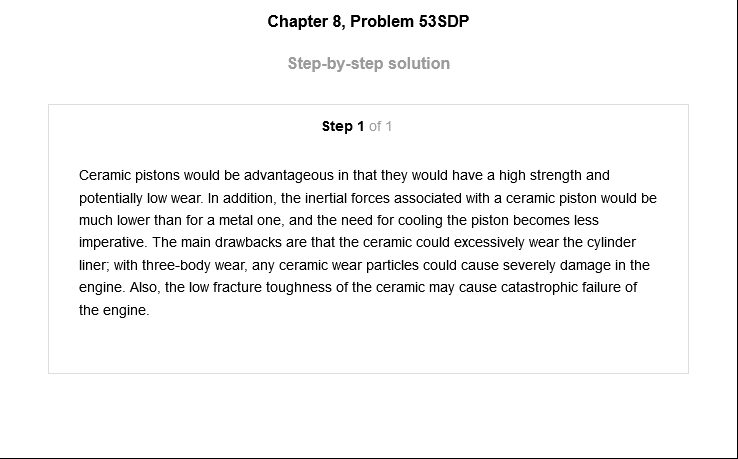 Chapter 8, Problem 53SDP
Step-by-step solution
Step 1 of 1
Ceramic pistons would be advantageous in that they would have a high strength and
potentially low wear. In addition, the inertial forces associated with a ceramic piston would be
much lower than for a metal one, and the need for cooling the piston becomes less
imperative. The main drawbacks are that the ceramic could excessively wear the cylinder
liner; with three-body wear, any ceramic wear particles could cause severely damage in the
engine. Also, the low fracture toughness of the ceramic may cause catastrophic failure of
the engine.